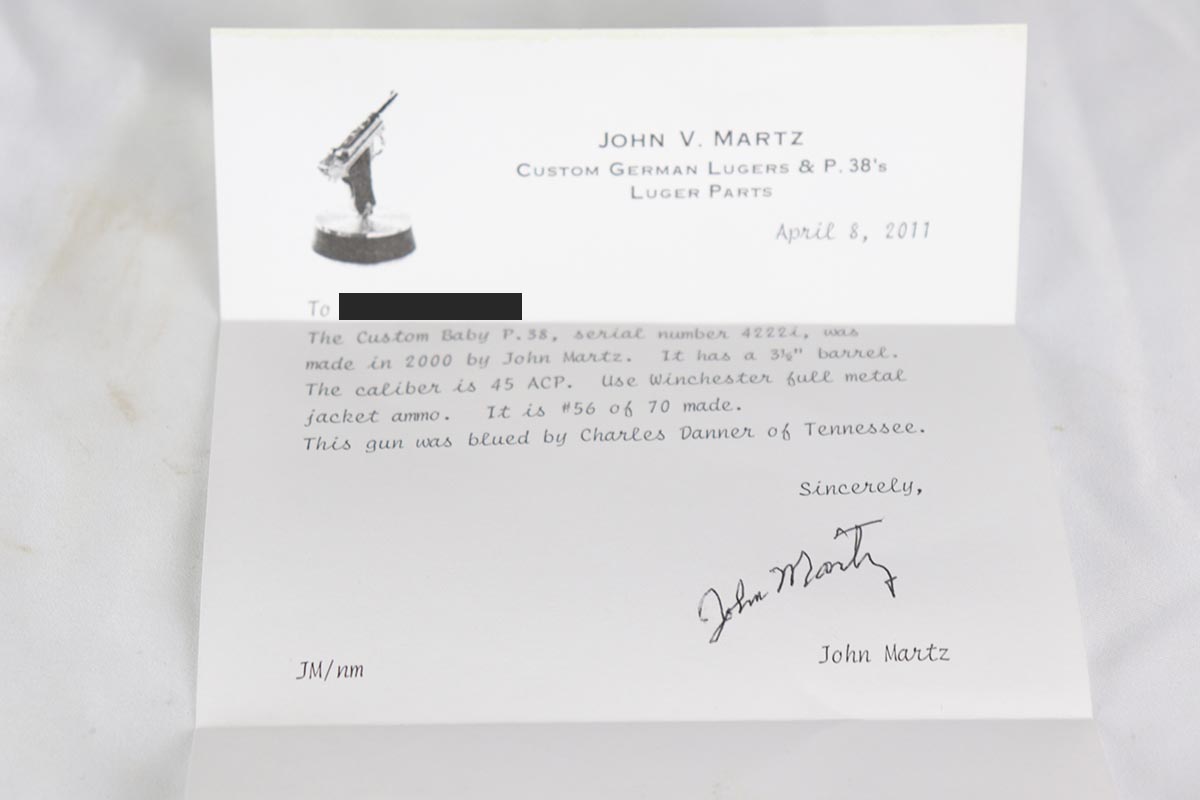 JOHN V. MARTZ
CUSTOM GERMAN LUGERS & P. 38's
LUGER PARTS
April 8, 2011
To
The Custom Baby P.38, serial number 4222i, was
made in 2000 by John Martz. It has a 3½" barrel.
The caliber is 45 ACP. Use Winchester full metal
jacket ammo. It is #56 of 70 made.
This gun was blued by Charles Danner of Tennessee.
Sincerely,
John Martz
John Martz
JM/nm